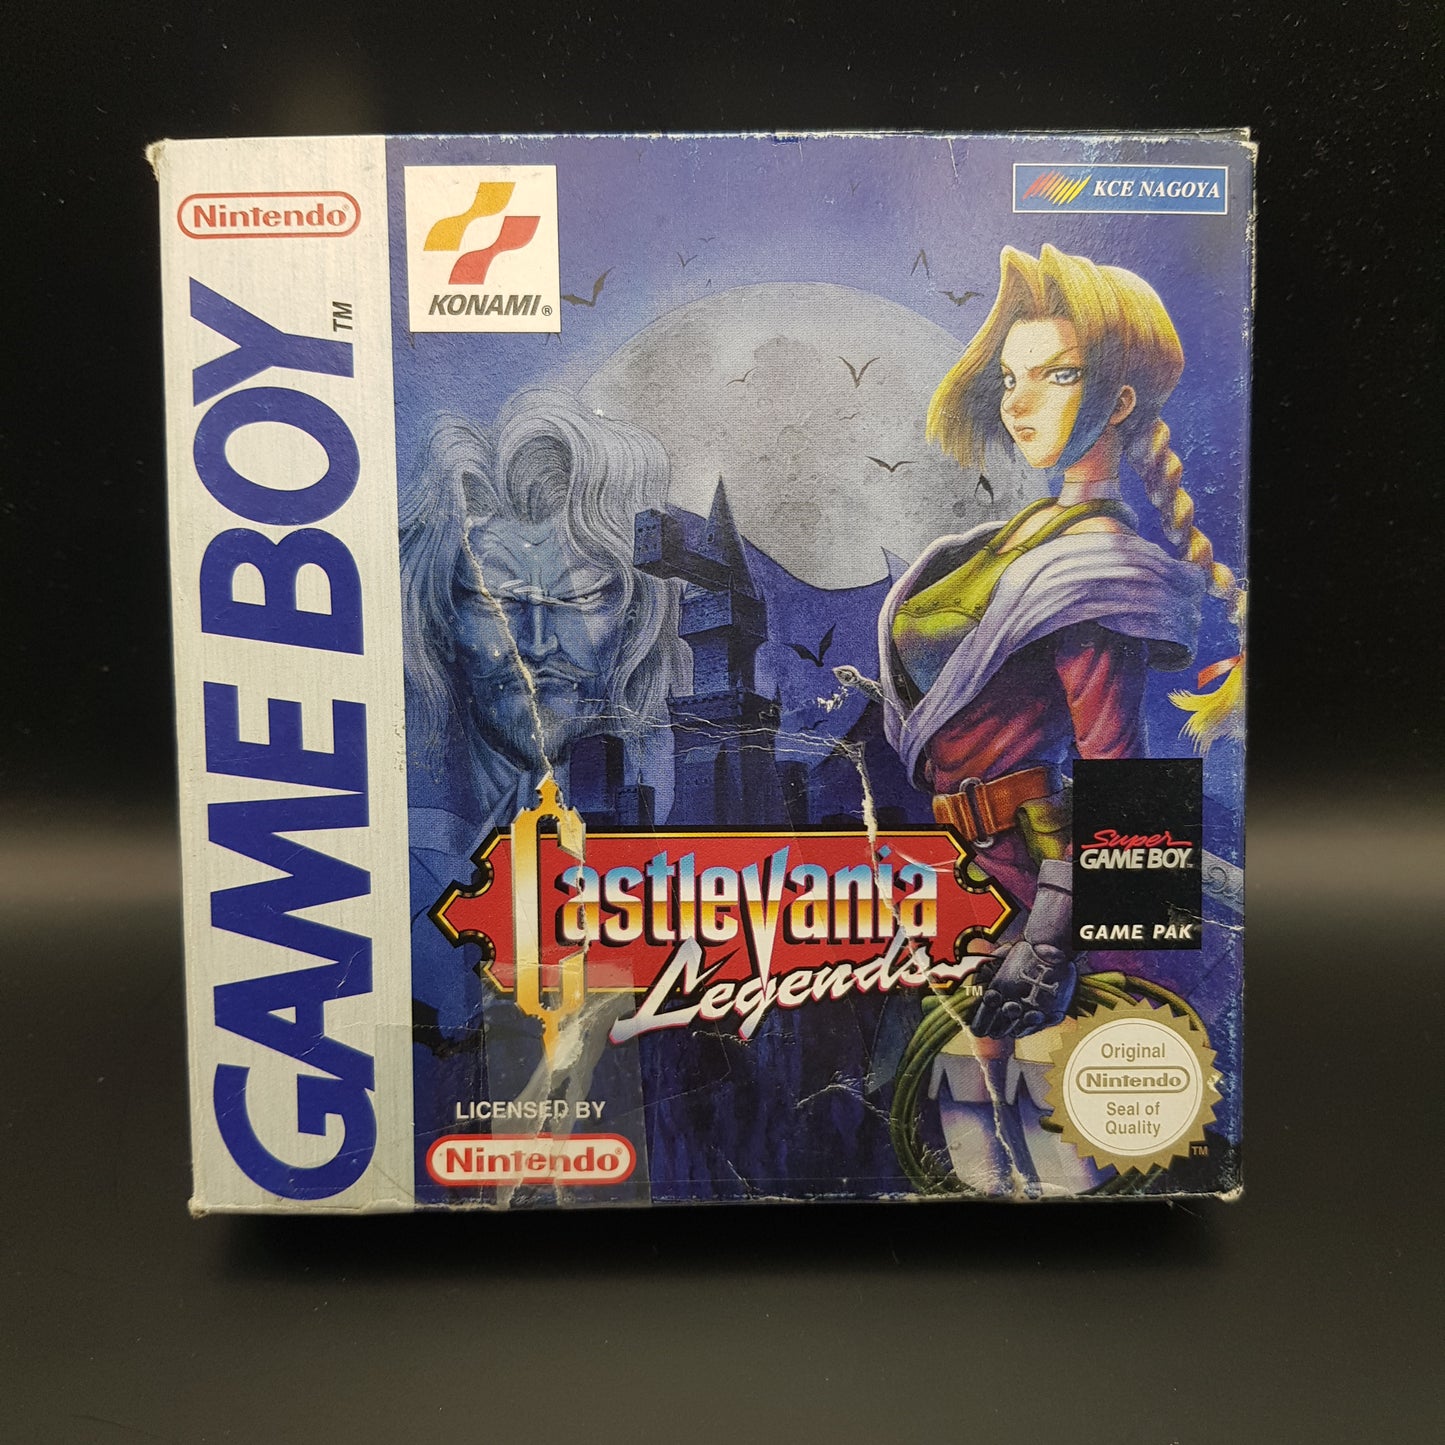 Nintendo
GAME BOY™
KONAMI®
KCE NAGOYA
Castlevania
Legends™
Super
GAME BOY™
GAME PAK
LICENSED BY
Nintendo®
Original
Nintendo
Seal of
Quality
™